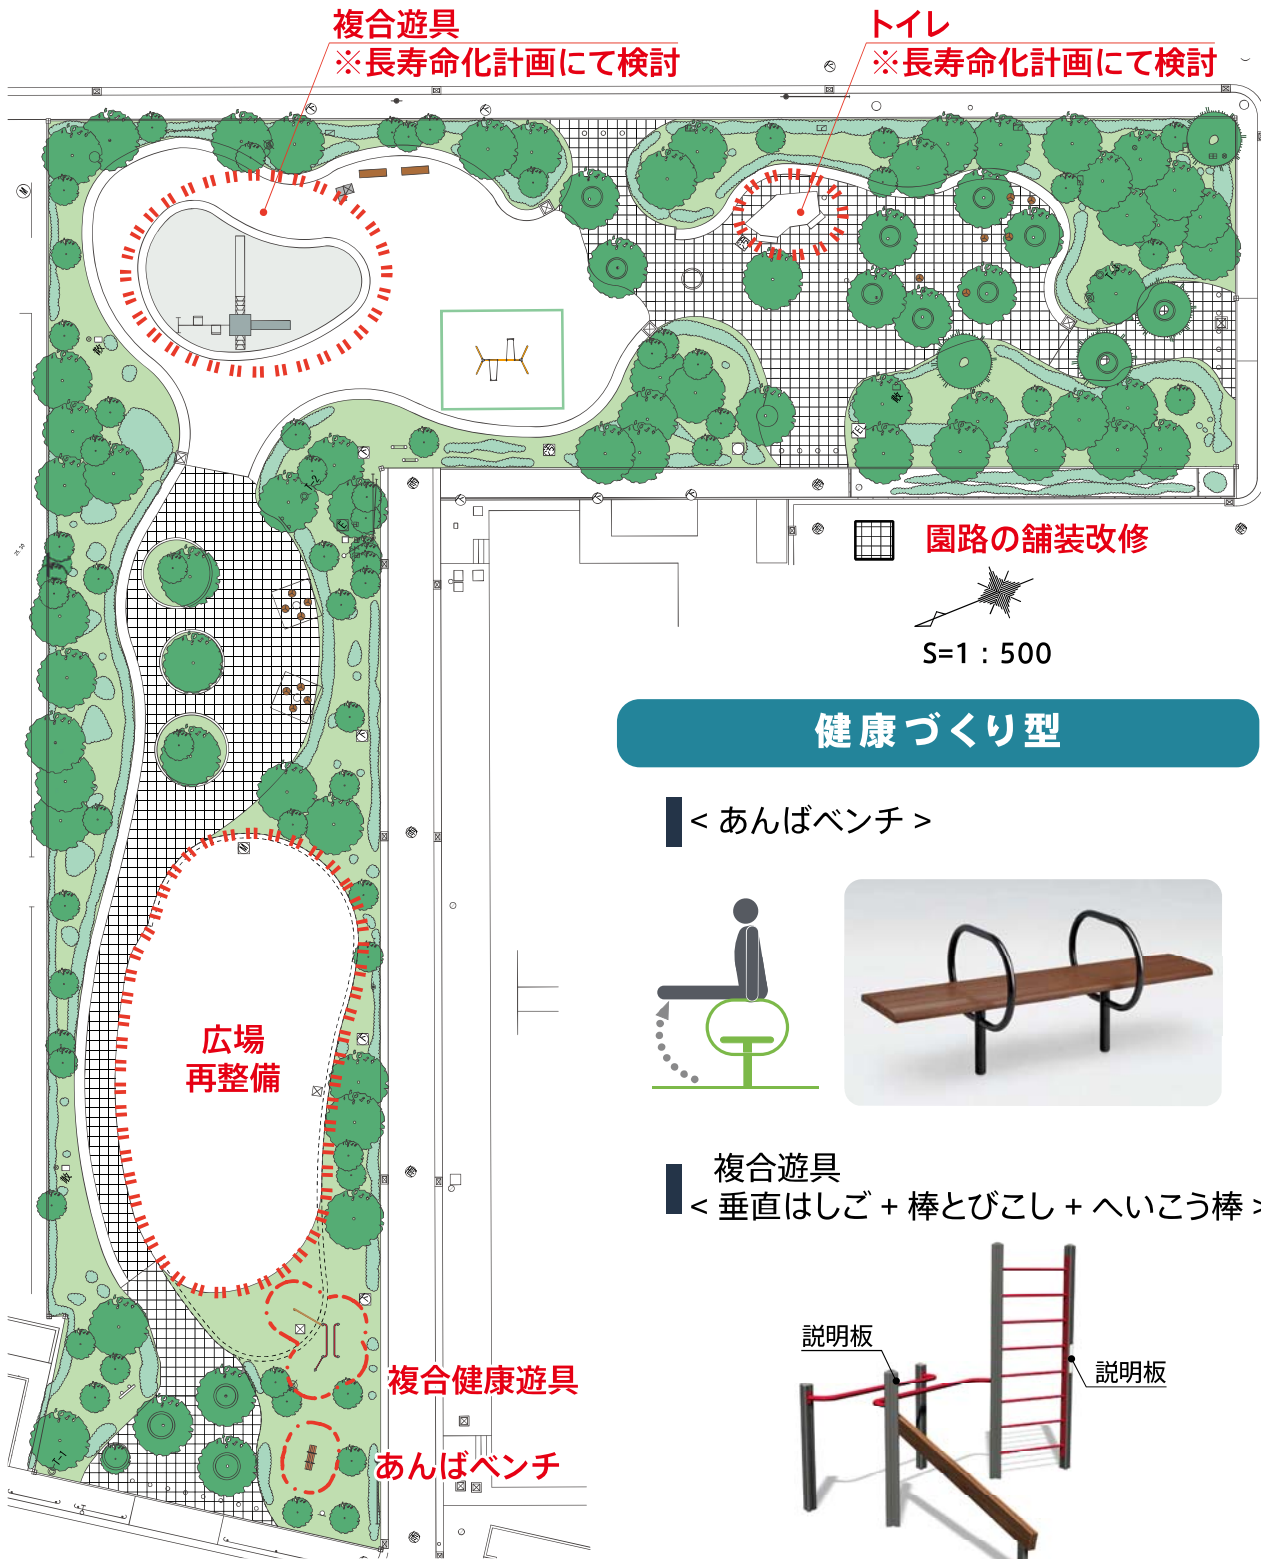 複合遊具
※長寿命化計画にて検討
トイレ
※長寿命化計画にて検討
園路の舗装改修
S=1：500
健康づくり型
< あんばベンチ >
広場
再整備
複合遊具
< 垂直はしご + 棒とびこし + へいこう棒 >
説明板
説明板
複合健康遊具
あんばベンチ